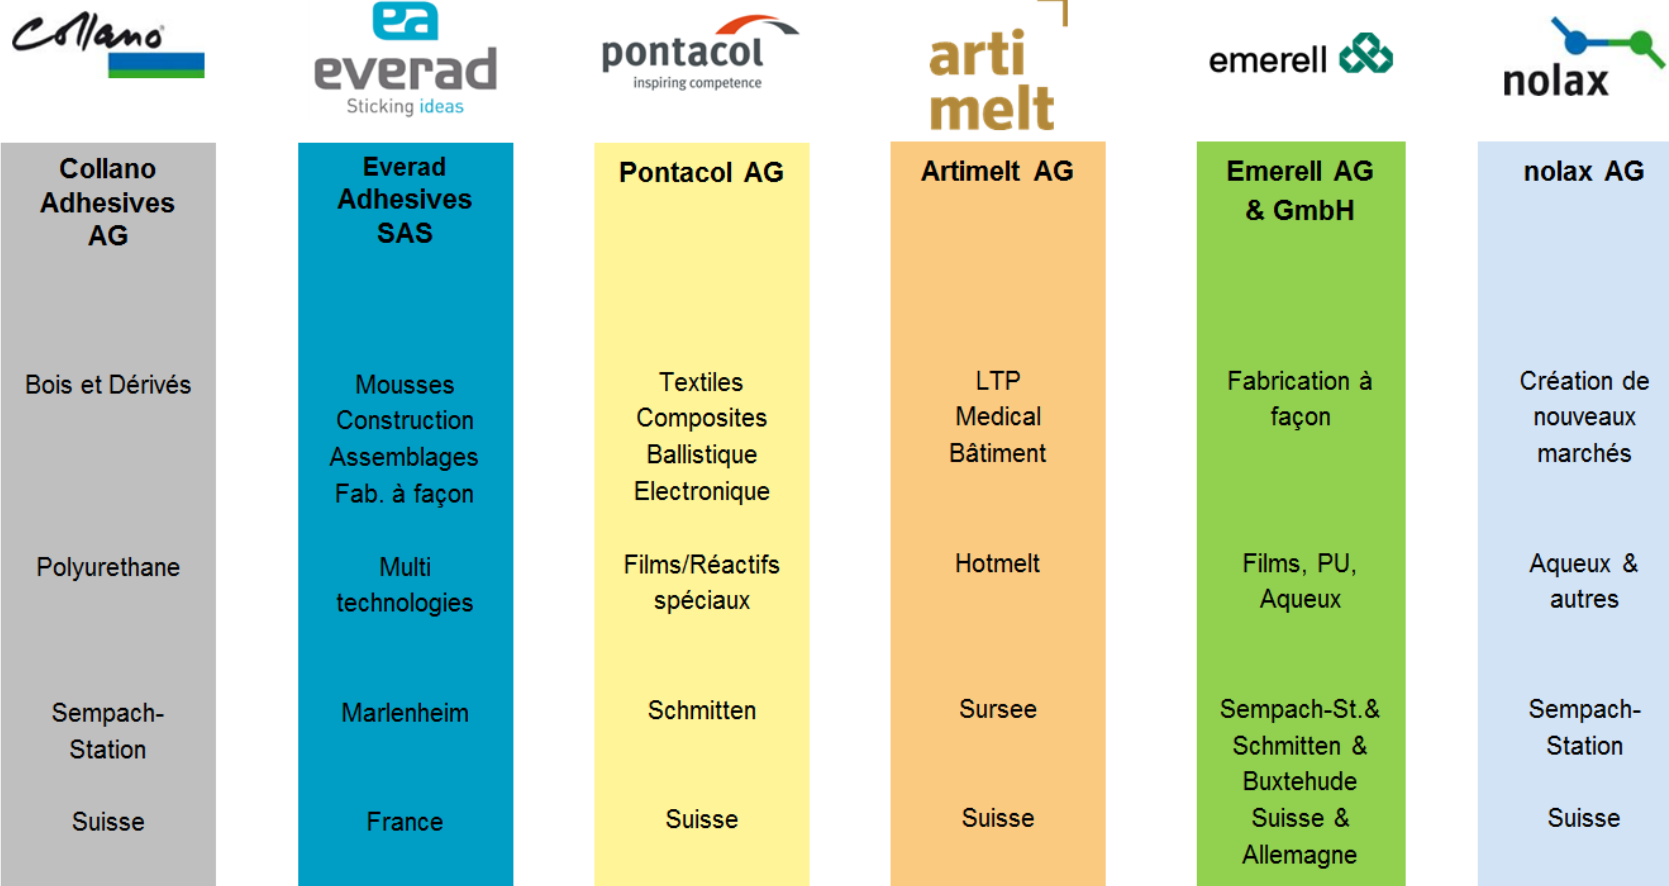 Collano
ea
everad
Sticking ideas
pontacol
inspiring competence
arti
melt
emerell
nolax
Collano
Adhesives
AG
Bois et Dérivés
Polyurethane
Sempach-
Station
Suisse
Everad
Adhesives
SAS
Mousses
Construction
Assemblages
Fab. à façon
Multi
technologies
Marlenheim
France
Pontacol AG
Textiles
Composites
Ballistique
Electronique
Films/Réactifs
spéciaux
Schmitten
Suisse
Artimelt AG
LTP
Medical
Bâtiment
Hotmelt
Sursee
Suisse
Emerell AG
& GmbH
Fabrication à
façon
Films, PU,
Aqueux
Sempach-St.&
Schmitten &
Buxtehude
Suisse &
Allemagne
nolax AG
Création de
nouveaux
marchés
Aqueux &
autres
Sempach-
Station
Suisse